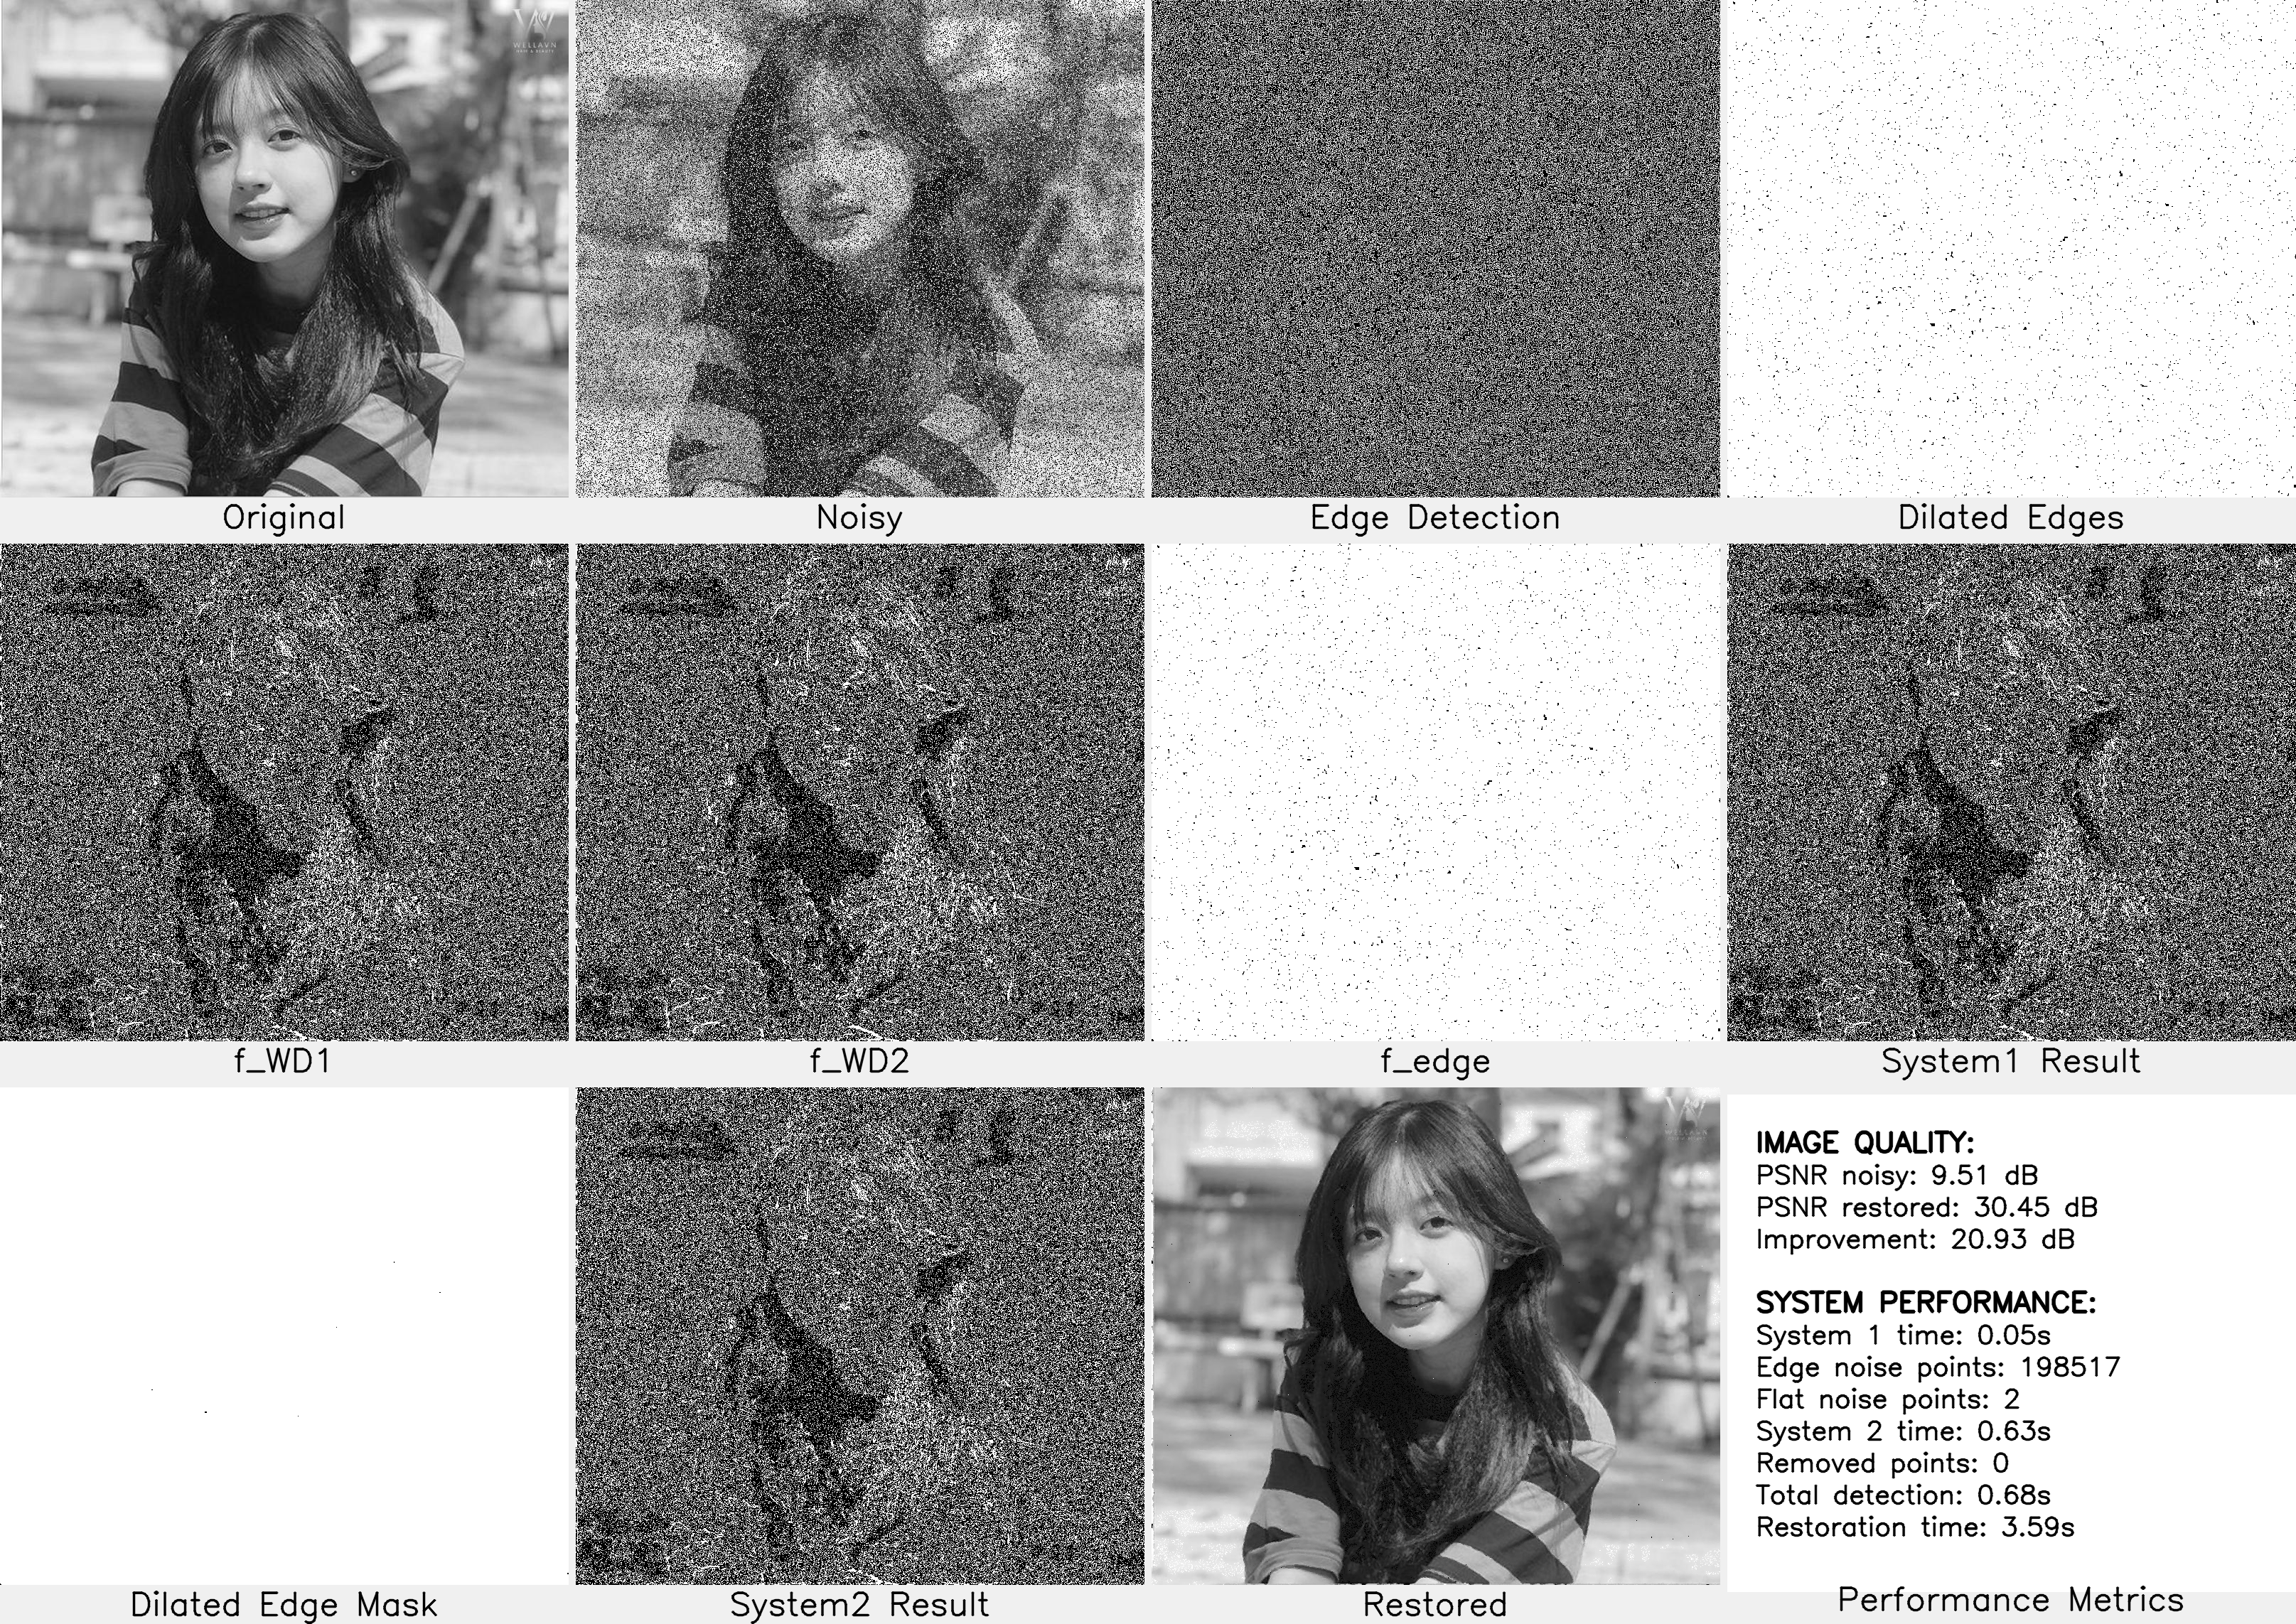 WELLAVN
HAIR & BEAUTY
Original
Noisy
Edge Detection
Dilated Edges
f_WD1
f_WD2
f_edge
System1 Result
IMAGE QUALITY:
PSNR noisy: 9.51 dB
PSNR restored: 30.45 dB
Improvement: 20.93 dB
SYSTEM PERFORMANCE:
System 1 time: 0.05s
Edge noise points: 198517
Flat noise points: 2
System 2 time: 0.63s
Removed points: 0
Total detection: 0.68s
Restoration time: 3.59s
Dilated Edge Mask
System2 Result
Restored
Performance Metrics